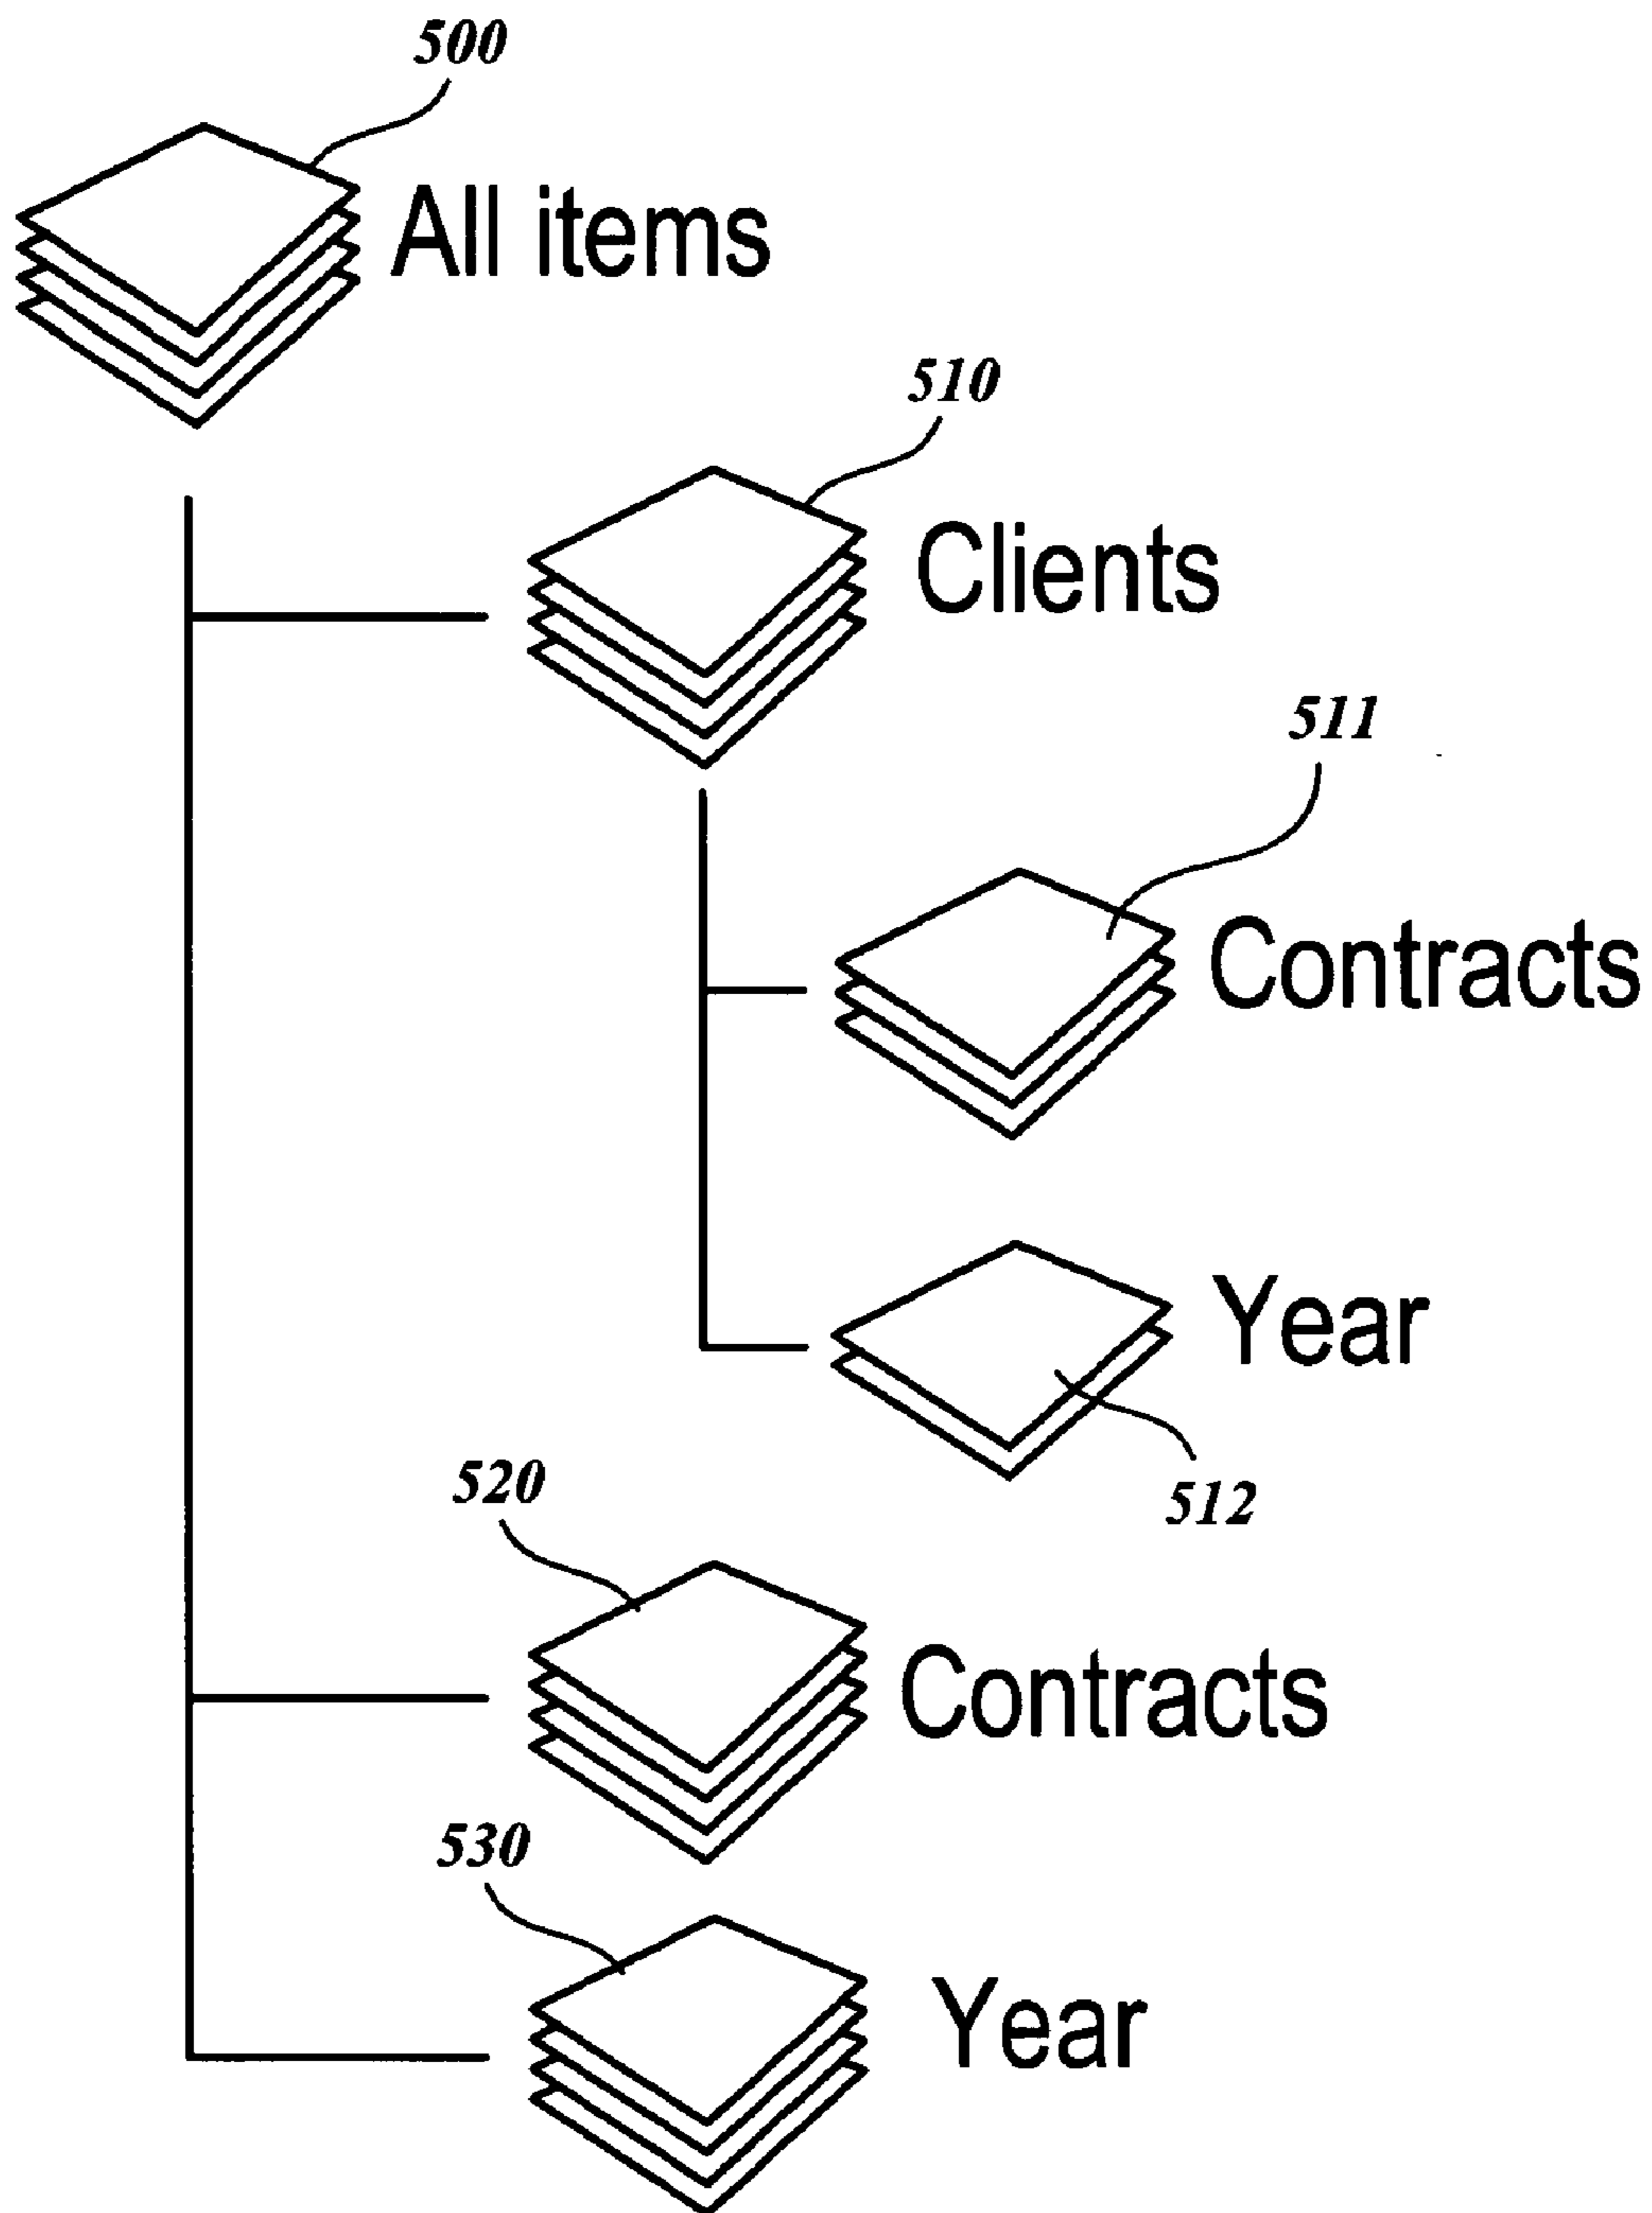 500
All items
510
Clients
511
Contracts
Year
512
520
Contracts
530
Year